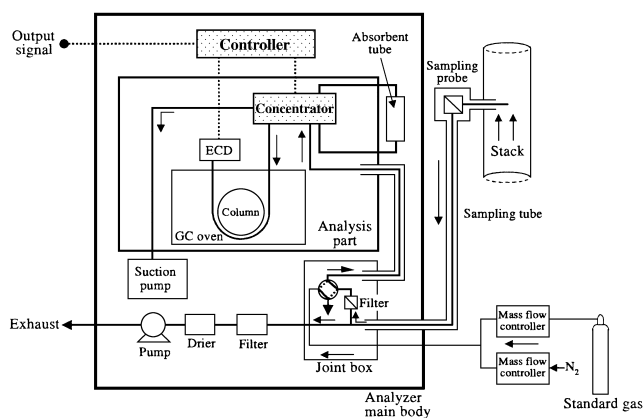 Output
signal
Controller
Absorbent
tube
Sampling
probe
Concentrator
ECD
Stack
Column
GC oven
Analysis
part
Sampling tube
Suction
pump
Filter
Exhaust
Pump
Drier
Filter
Joint box
Mass flow
controller
Mass flow
controller
N2
Standard gas
Analyzer
main body